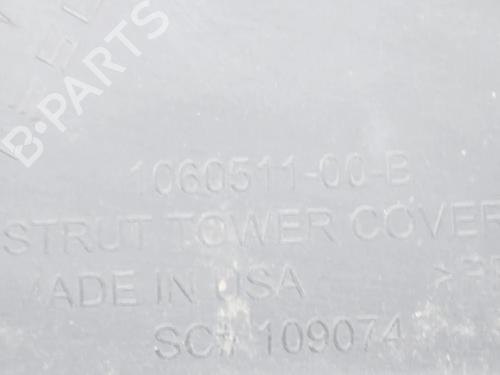 B·PARTS
1060511-00-B
STRUT TOWER COVER
MADE IN USA
SC# 109074